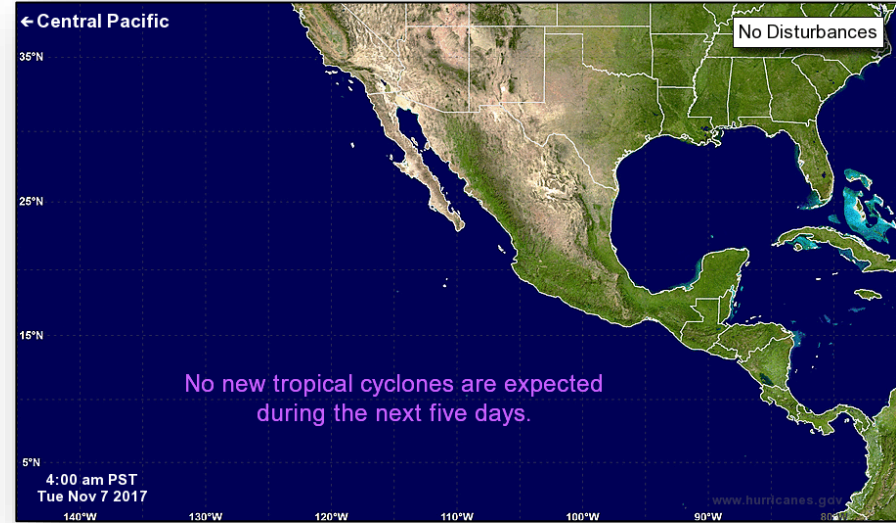 ← Central Pacific
No Disturbances
35°N
25°N
15°N
No new tropical cyclones are expected
during the next five days.
5°N
4:00 am PST
Tue Nov 7 2017
www.hurricanes.gov
140°W 130°W 120°W 110°W 100°W 90°W 80°W